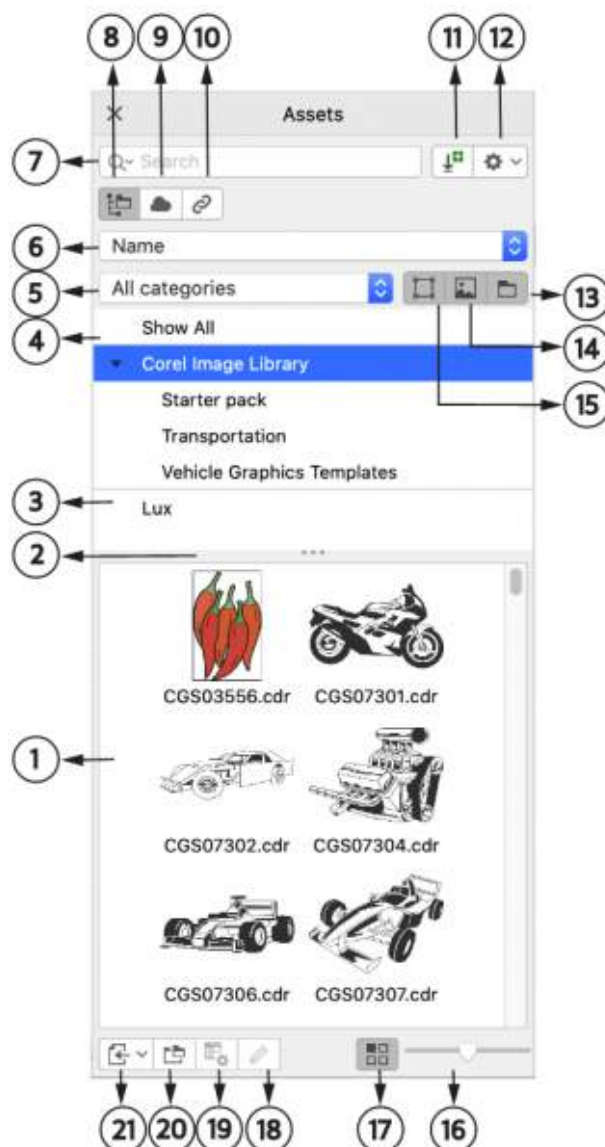 8 9 10 11 12
Assets
7 Search
6 Name
5 All categories 13
4 Show All 14
Corel Image Library
Starter pack 15
Transportation
Vehicle Graphics Templates
3 Lux
2
CGS03556.cdr CGS07301.cdr
1
CGS07302.cdr CGS07304.cdr
CGS07306.cdr CGS07307.cdr
21 20 19 18 17 16